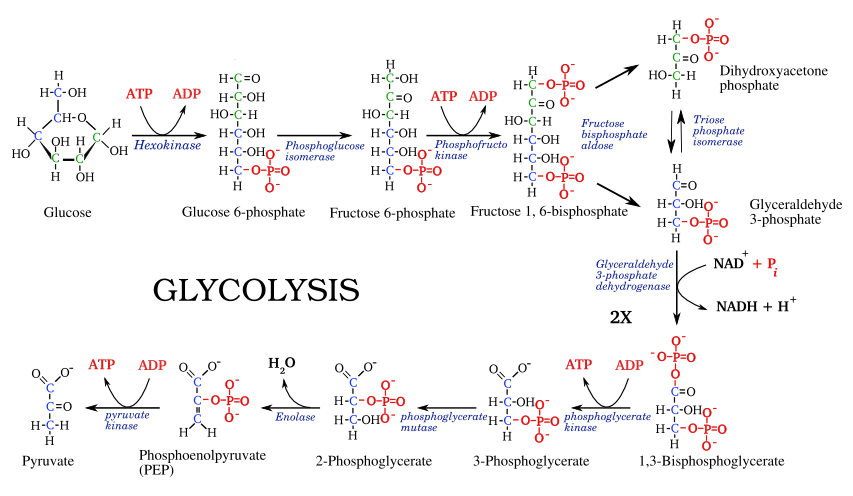 ATP ADP
Hexokinase
Glucose
Phosphoglucose
isomerase
Glucose 6-phosphate
Fructose 6-phosphate
ATP ADP
Phosphofructo
kinase
Fructose 1, 6-bisphosphate
Fructose
bisphosphate
aldose
Dihydroxyacetone
phosphate
Triose
phosphate
isomerase
Glyceraldehyde
3-phosphate
GLYCOLYSIS
Glyceraldehyde
3-phosphate
dehydrogenase
NAD+ + Pi
NADH + H+
2X
1,3-Bisphosphoglycerate
ATP ADP
phosphoglycerate
kinase
3-Phosphoglycerate
phosphoglycerate
mutase
2-Phosphoglycerate
H2O
Enolase
Phosphoenolpyruvate
(PEP)
ATP ADP
pyruvate
kinase
Pyruvate